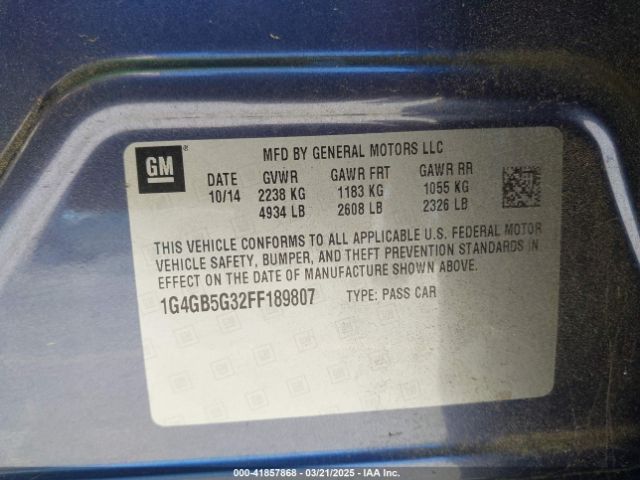 GM
MFD BY GENERAL MOTORS LLC
DATE GVWR GAWR FRT GAWR RR
10/14 2238 KG 1183 KG 1055 KG
4934 LB 2608 LB 2326 LB
THIS VEHICLE CONFORMS TO ALL APPLICABLE U.S. FEDERAL MOTOR
VEHICLE SAFETY, BUMPER, AND THEFT PREVENTION STANDARDS IN
EFFECT ON THE DATE OF MANUFACTURE SHOWN ABOVE.
1G4GB5G32FF189807 TYPE: PASS CAR
000-41857868 - 03/21/2025 - IAA Inc.